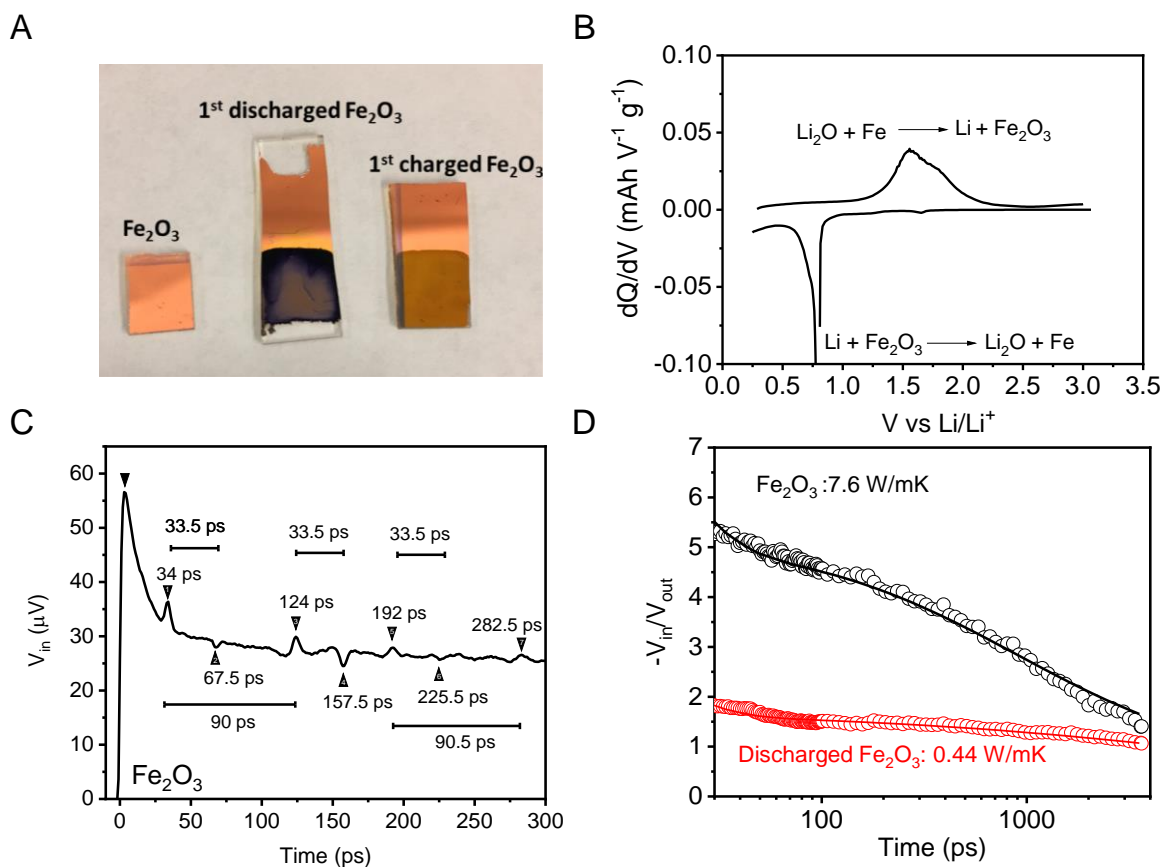 A
1st discharged Fe2O3
1st charged Fe2O3
Fe2O3
B
0.10
0.05
0.00
-0.05
-0.10
dQ/dV (mAh V-1 g-1)
Li2O + Fe ⟶ Li + Fe2O3
Li + Fe2O3 ⟶ Li2O + Fe
0.0 0.5 1.0 1.5 2.0 2.5 3.0 3.5
V vs Li/Li+
C
60
50
40
30
20
10
0
Vin (μV)
33.5 ps 33.5 ps 33.5 ps
34 ps
124 ps
192 ps
282.5 ps
67.5 ps
157.5 ps
225.5 ps
90 ps
90.5 ps
Fe2O3
0 50 100 150 200 250 300
Time (ps)
D
7
6
5
4
3
2
1
0
-Vin/Vout
Fe2O3 :7.6 W/mK
Discharged Fe2O3: 0.44 W/mK
100 1000
Time (ps)